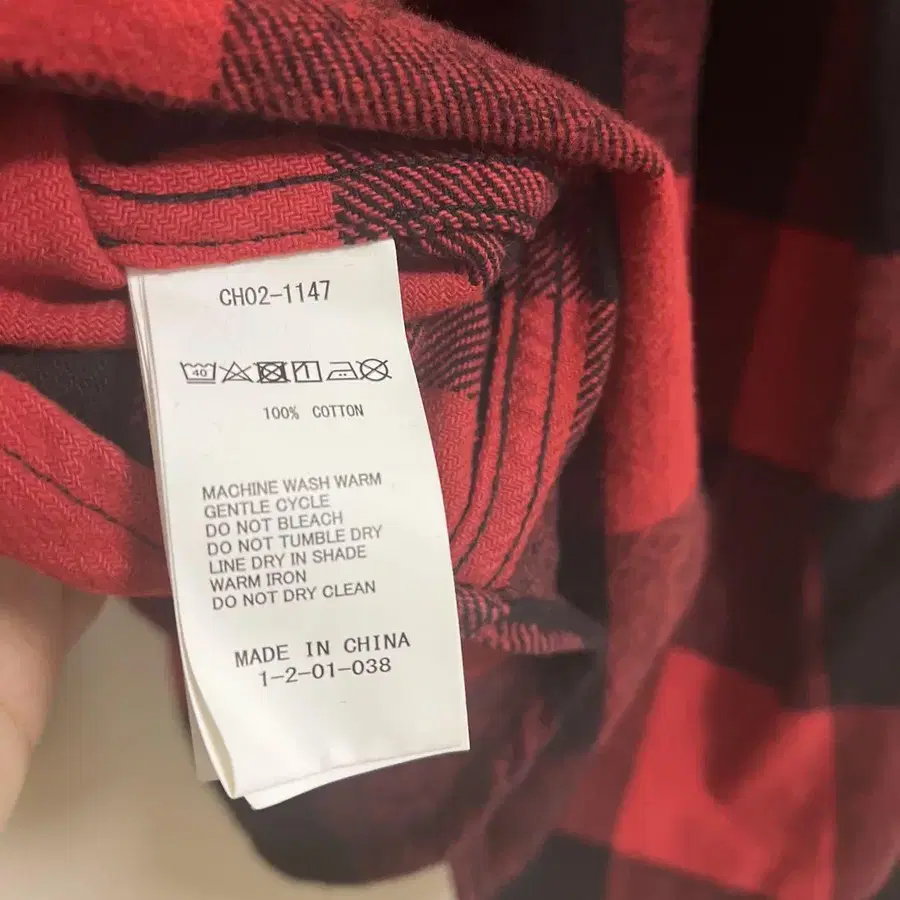 CH02-1147
40 1
100% COTTON
MACHINE WASH WARM
GENTLE CYCLE
DO NOT BLEACH
DO NOT TUMBLE DRY
LINE DRY IN SHADE
WARM IRON
DO NOT DRY CLEAN
MADE IN CHINA
1-2-01-038